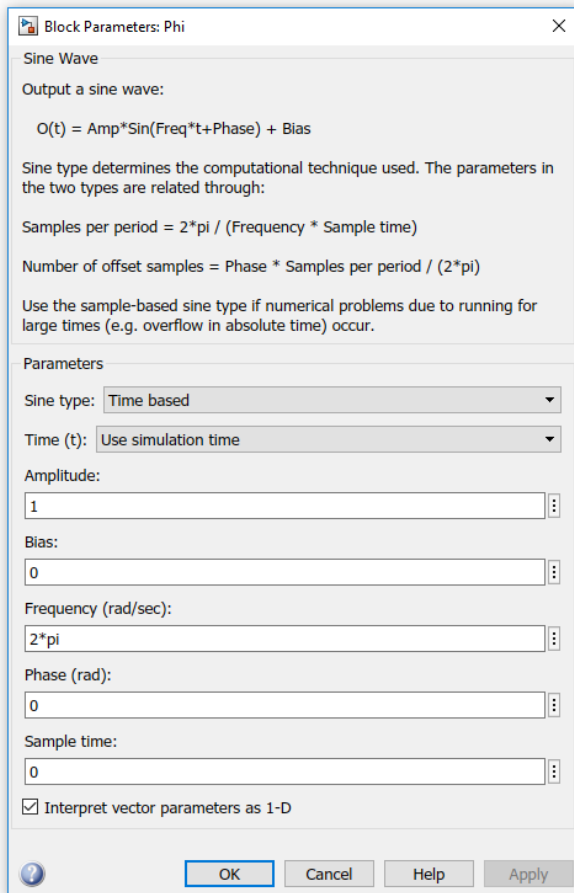 Block Parameters: Phi
Sine Wave
Output a sine wave:
O(t) = Amp*Sin(Freq*t+Phase) + Bias
Sine type determines the computational technique used. The parameters in
the two types are related through:
Samples per period = 2*pi / (Frequency * Sample time)
Number of offset samples = Phase * Samples per period / (2*pi)
Use the sample-based sine type if numerical problems due to running for
large times (e.g. overflow in absolute time) occur.
Parameters
Sine type: Time based
Time (t): Use simulation time
Amplitude:
1
Bias:
0
Frequency (rad/sec):
2*pi
Phase (rad):
0
Sample time:
0
Interpret vector parameters as 1-D
OK Cancel Help Apply